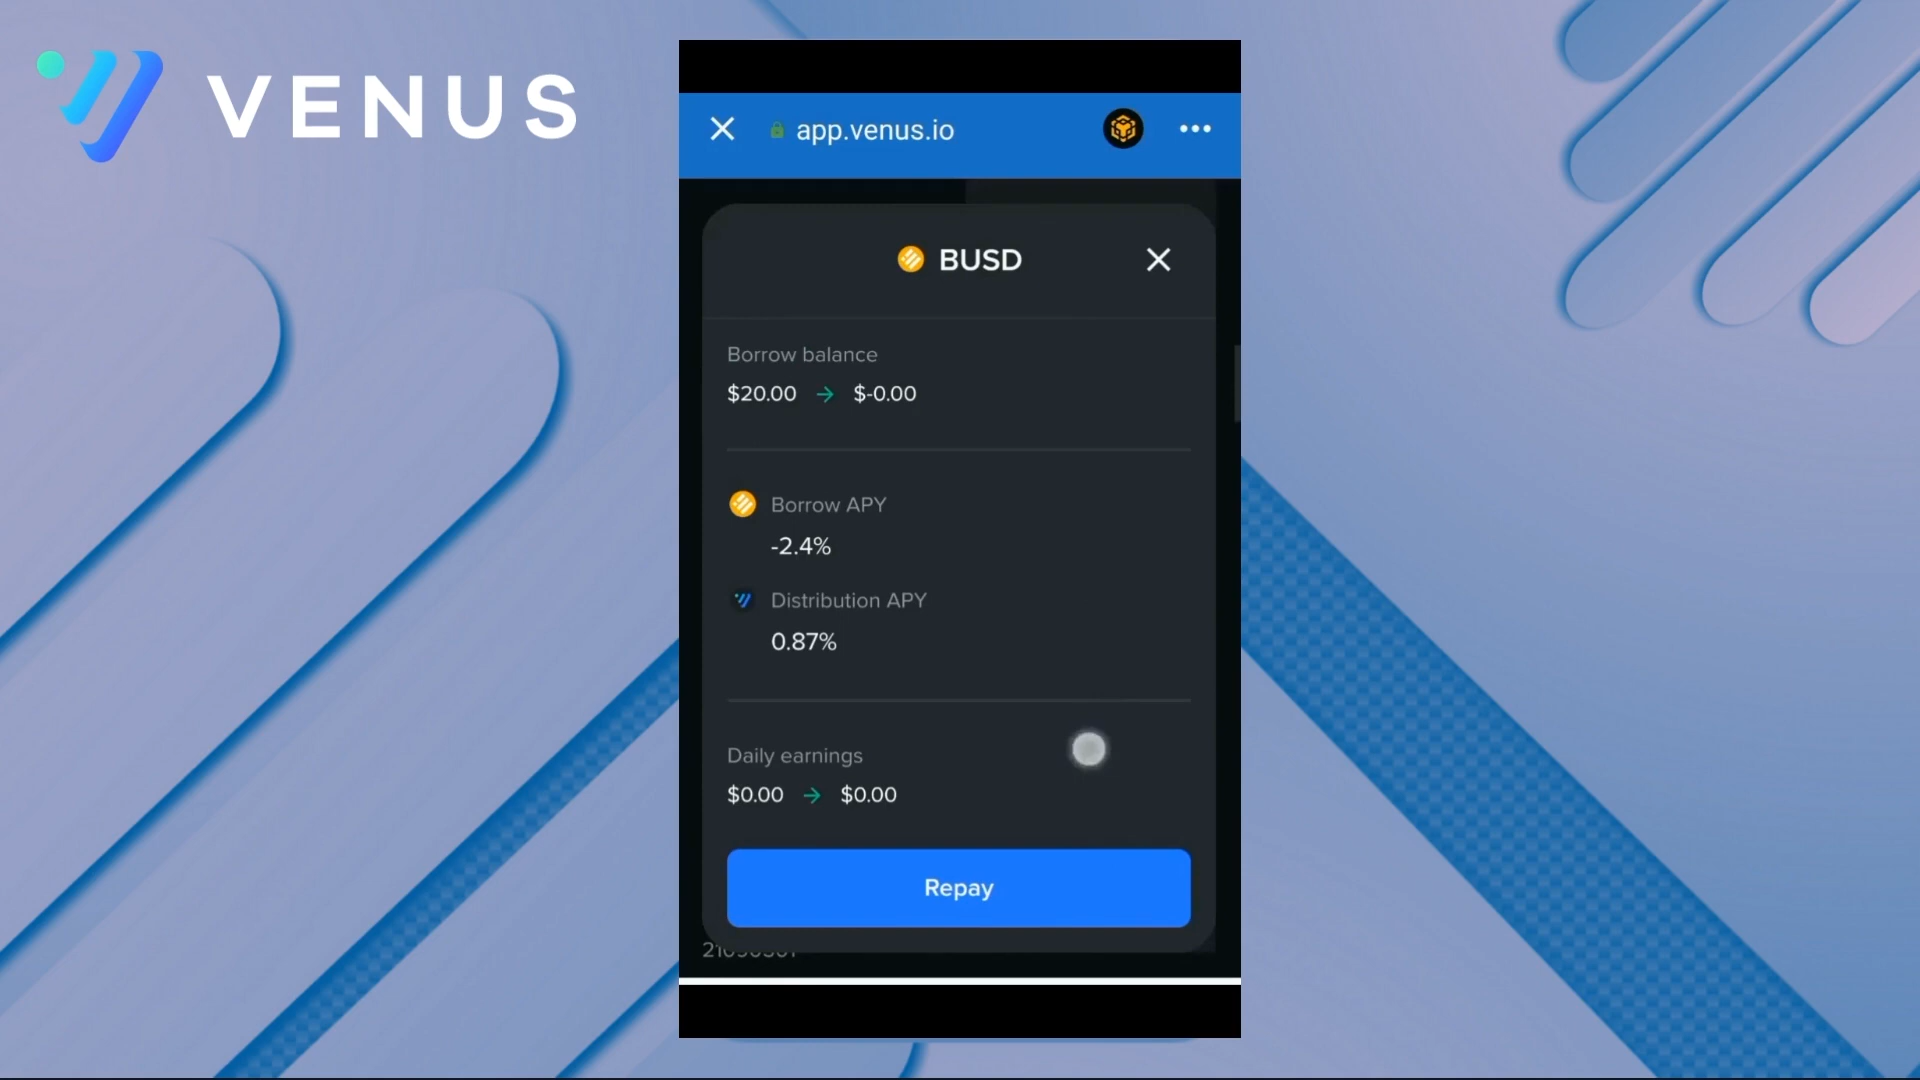 VENUS
app.venus.io
BUSD
Borrow balance
$20.00 → $-0.00
Borrow APY
-2.4%
Distribution APY
0.87%
Daily earnings
$0.00 → $0.00
Repay